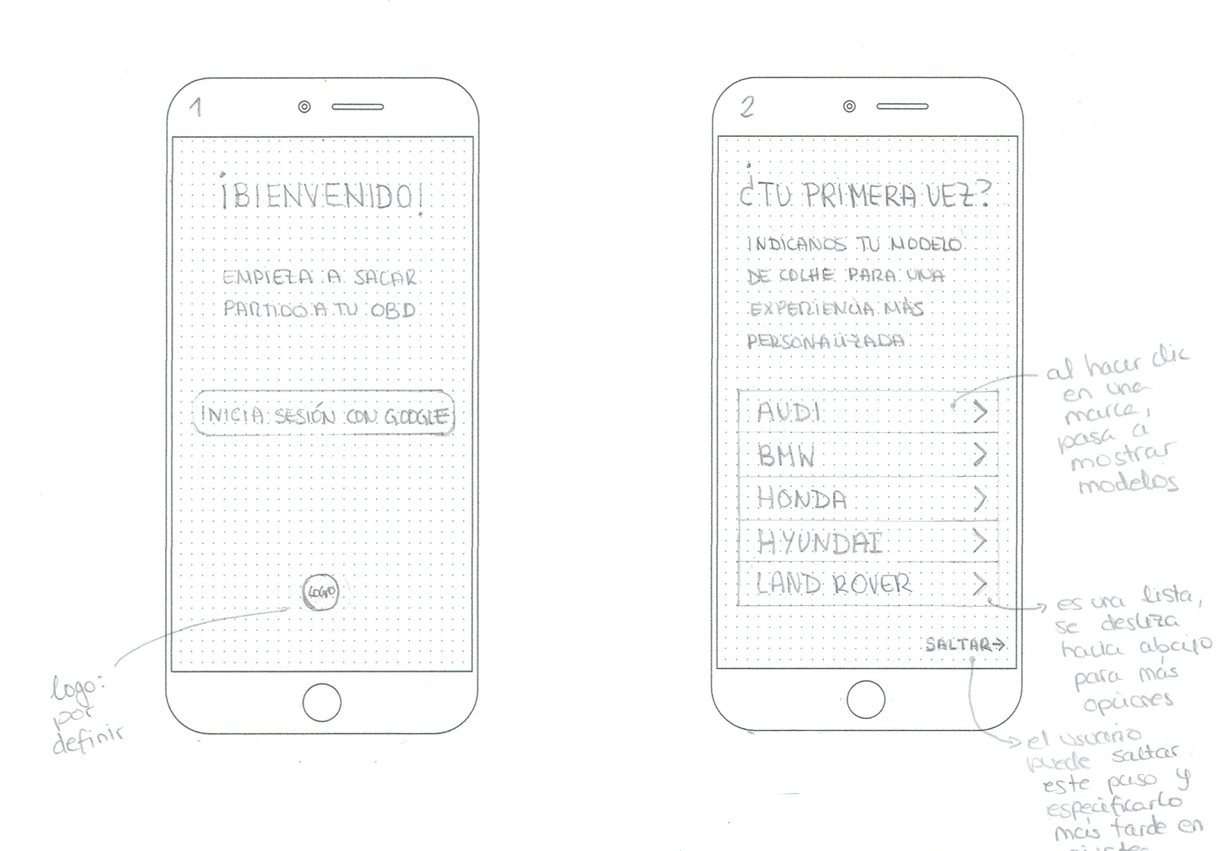 1
¡BIENVENIDO!
EMPIEZA A SACAR
PARTIDO A TU OBD
INICIA SESIÓN CON GOOGLE
LOGO
logo:
por
definir
2
¿TU PRIMERA VEZ?
INDICANOS TU MODELO
DE COCHE PARA UNA
EXPERIENCIA MÁS
PERSONALIZADA
AUDI
BMW
HONDA
HYUNDAI
LAND ROVER
SALTAR→
al hacer clic
en una
marca,
pasa a
mostrar
modelos
es una lista,
se desliza
hacia abajo
para más
opciones
el usuario
puede saltar
este paso y
especificarlo
más tarde en